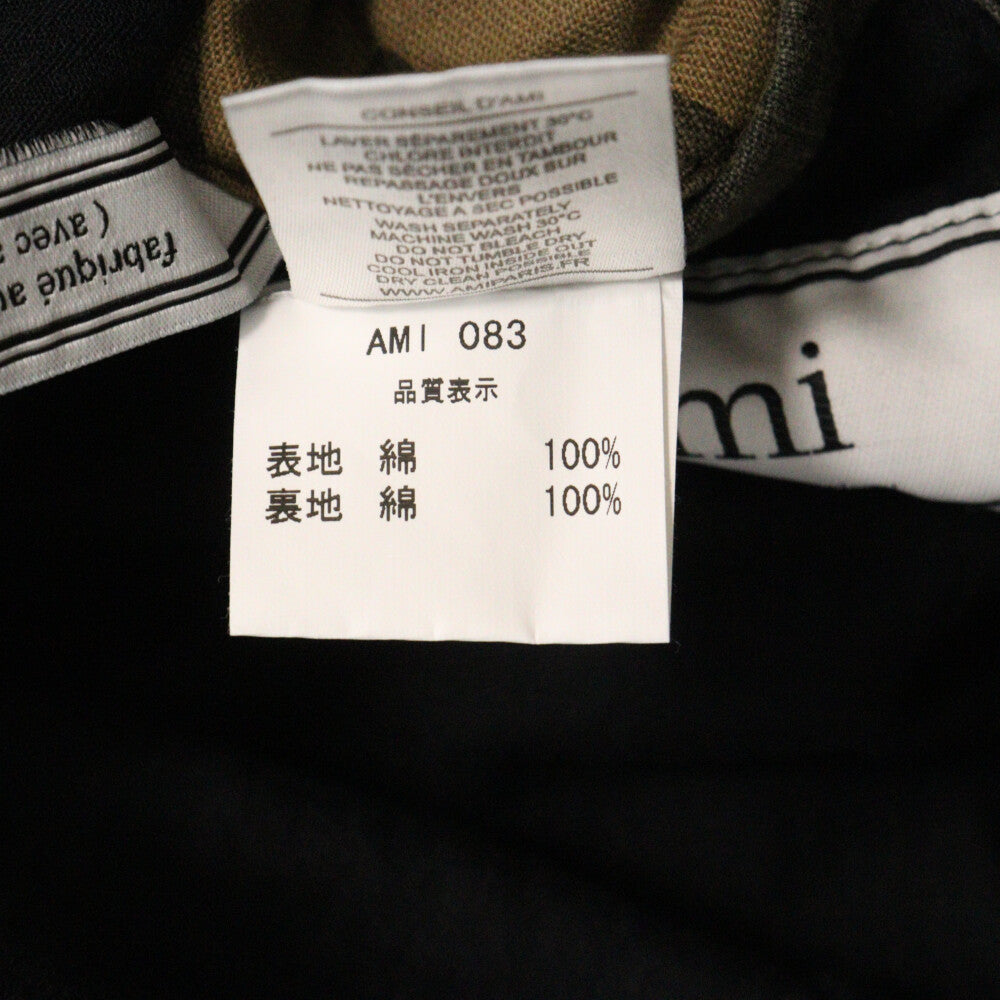 CONSEIL D'AMI
LAVER SÉPAREMENT 30°C
CHLORE INTERDIT
NE PAS SÉCHER EN TAMBOUR
REPASSAGE DOUX SUR
L'ENVERS
NETTOYAGE A SEC POSSIBLE
WASH SEPARATELY
MACHINE WASH 30°C
DO NOT BLEACH
DO NOT TUMBLE DRY
COOL IRON INSIDE OUT
DRY CLEAN POSSIBLE
WWW.AMIPARIS.FR
AMI 083
品質表示
表地 綿 100%
裏地 綿 100%
fabriqué au
( avec
mi